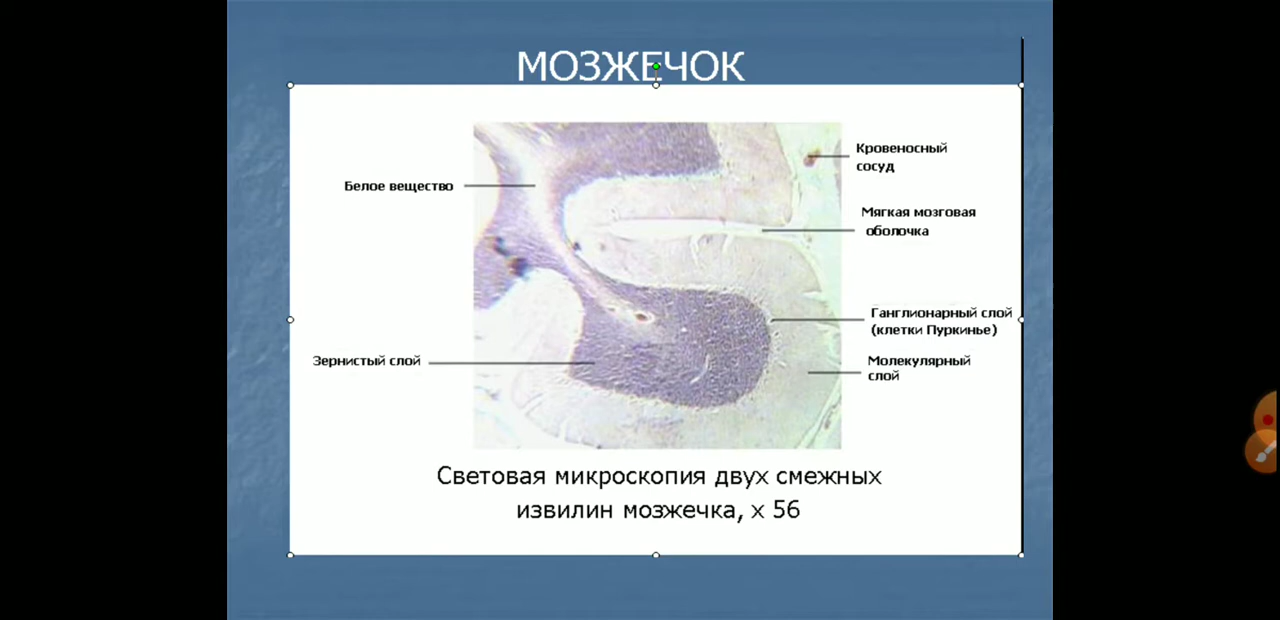 МОЗЖЕЧОК
Кровеносный
сосуд
Белое вещество
Мягкая мозговая
оболочка
Ганглионарный слой
(клетки Пуркинье)
Зернистый слой
Молекулярный
слой
Световая микроскопия двух смежных
извилин мозжечка, х 56